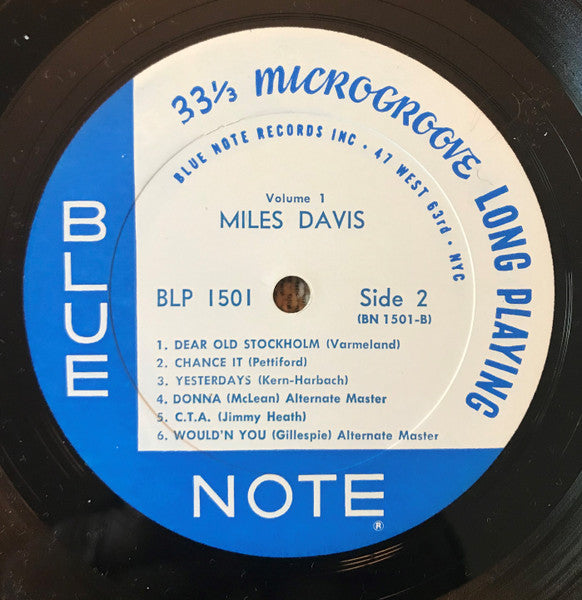 33⅓ MICROGROOVE LONG PLAYING
BLUE NOTE RECORDS INC • 47 WEST 63rd • NYC
Volume 1
MILES DAVIS
BLP 1501
Side 2
(BN 1501-B)
1. DEAR OLD STOCKHOLM (Varmeland)
2. CHANCE IT (Pettiford)
3. YESTERDAYS (Kern-Harbach)
4. DONNA (McLean) Alternate Master
5. C.T.A. (Jimmy Heath)
6. WOULD'N YOU (Gillespie) Alternate Master
BLUE
NOTE
®